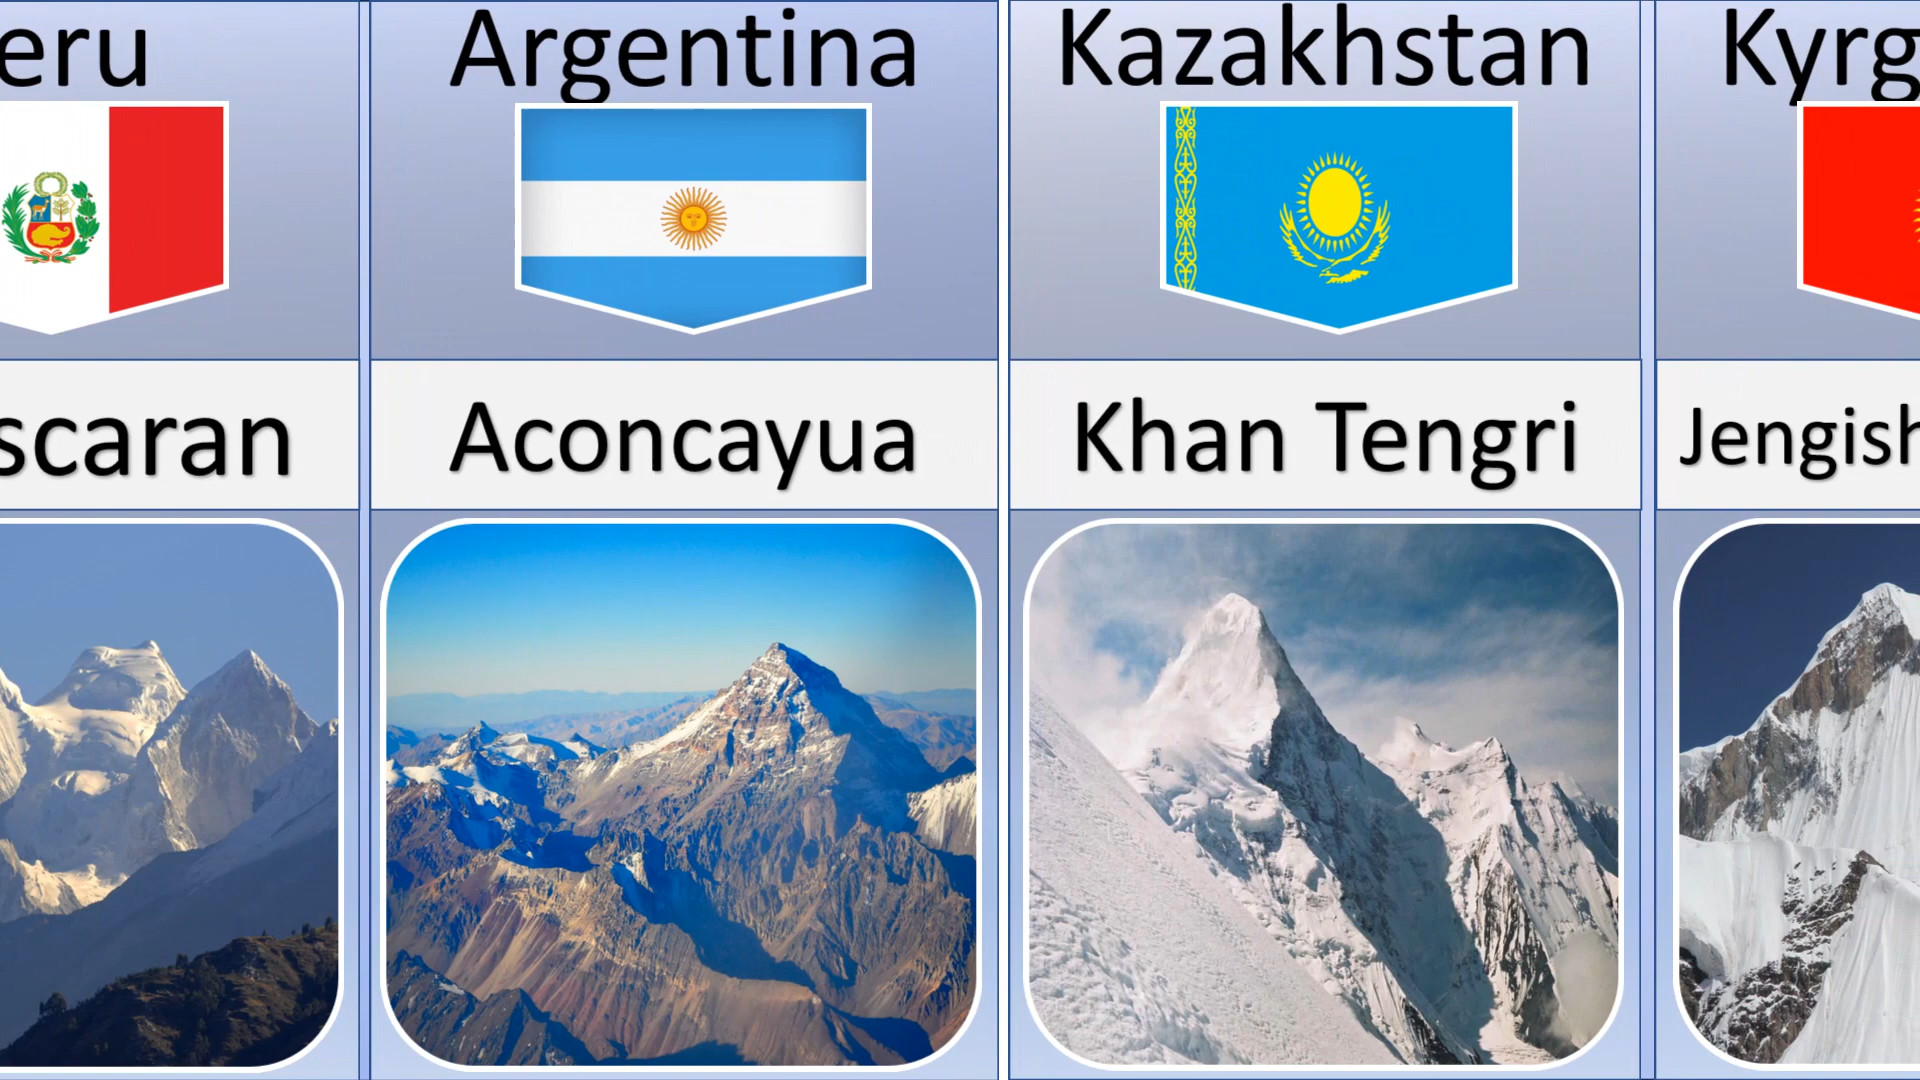 eru
Argentina
Kazakhstan
Kyrg
scaran
Aconcayua
Khan Tengri
Jengish